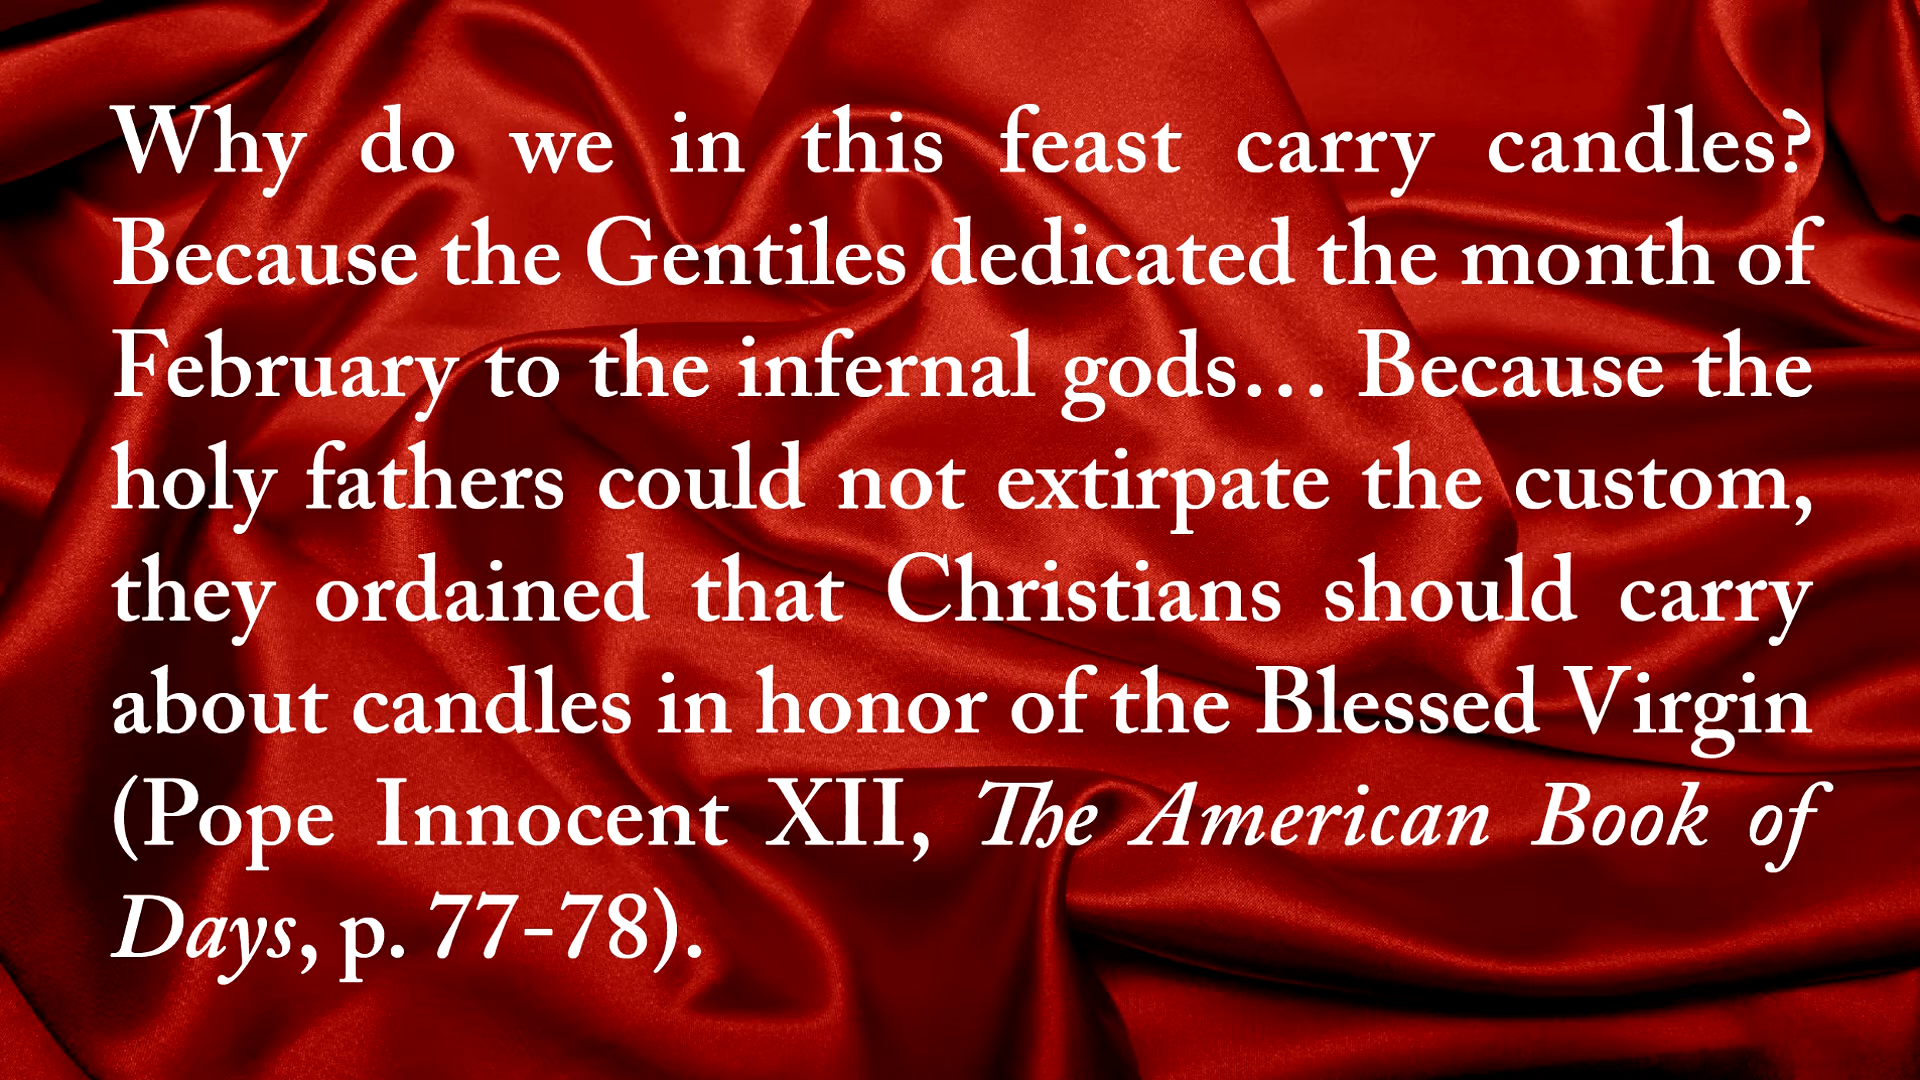 Why do we in this feast carry candles?
Because the Gentiles dedicated the month of
February to the infernal gods… Because the
holy fathers could not extirpate the custom,
they ordained that Christians should carry
about candles in honor of the Blessed Virgin
(Pope Innocent XII, The American Book of
Days, p. 77-78).